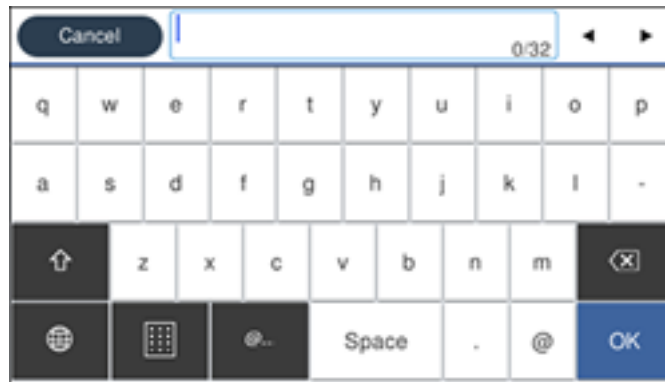 Cancel 0/32
q w e r t y u i o p
a s d f g h j k l -
z x c v b n m
@... Space . @ OK